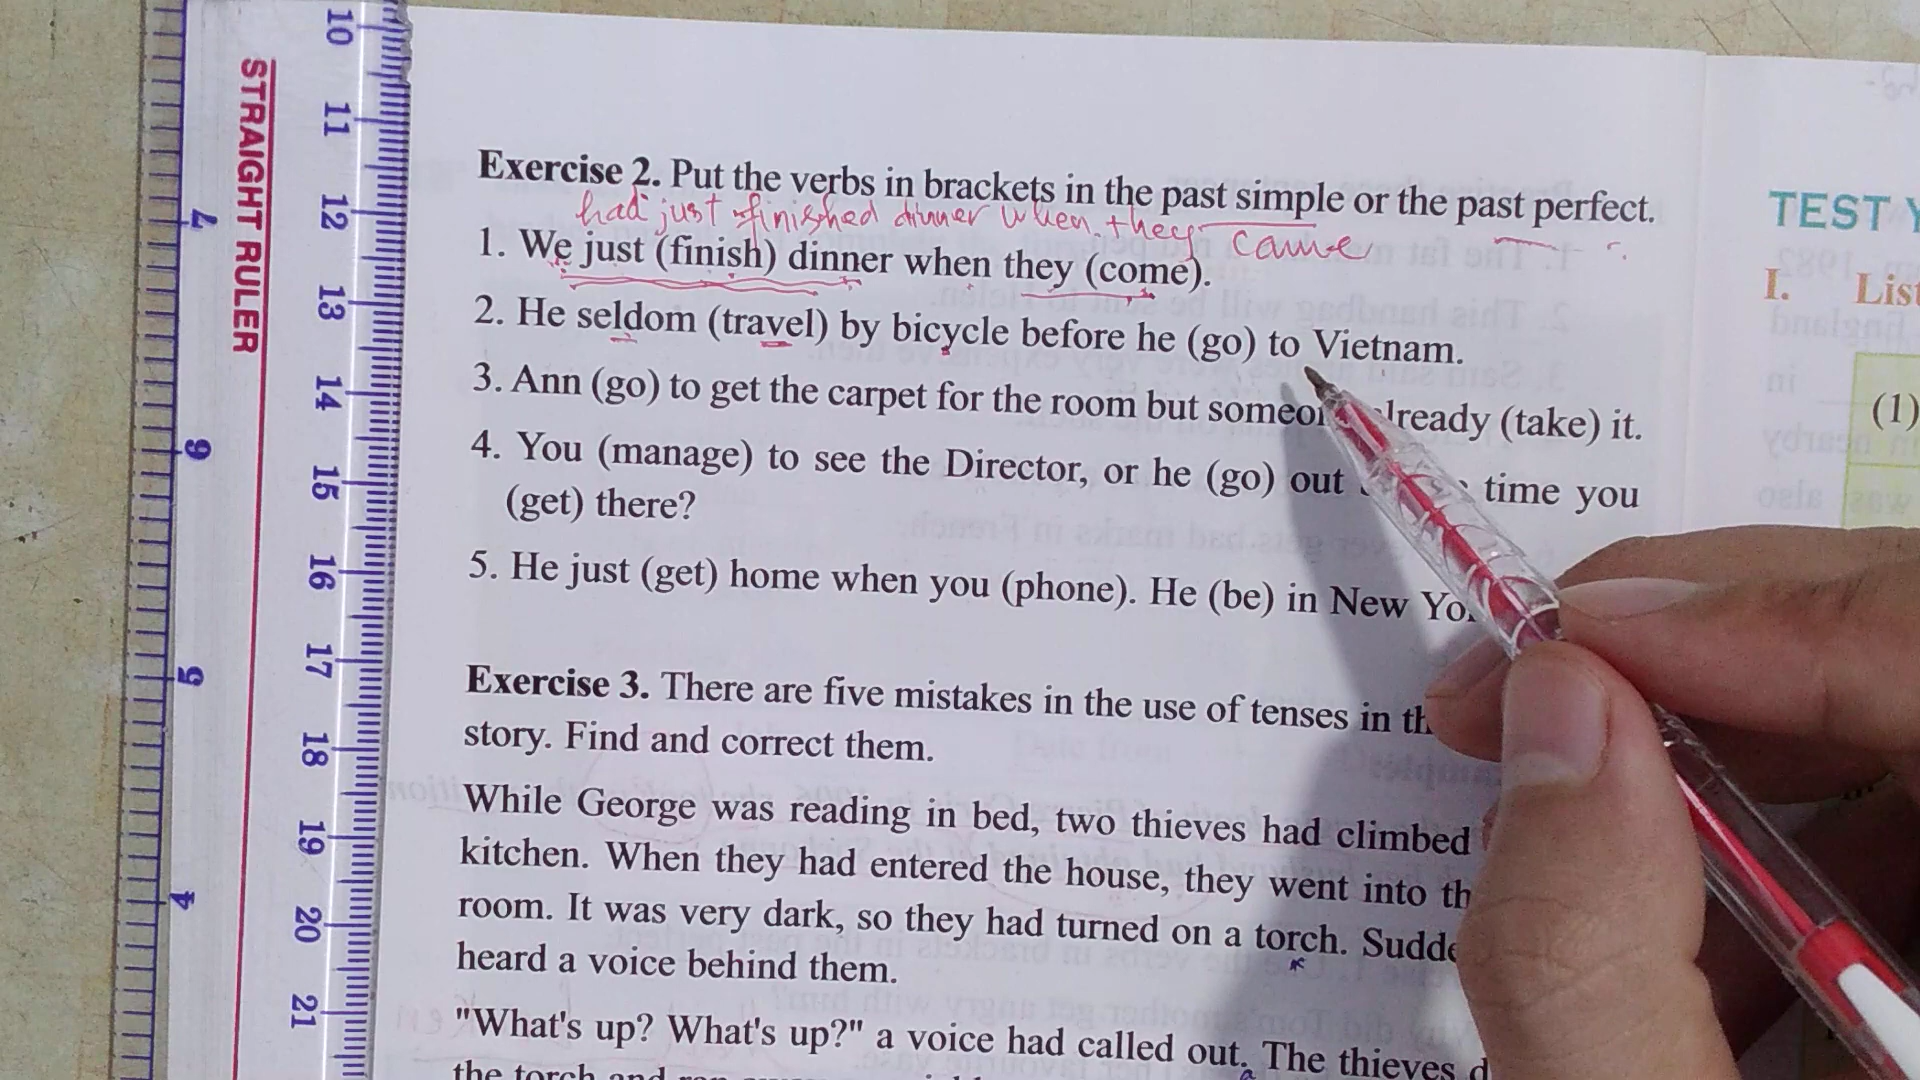 STRAIGHT RULER
10
11
12
13
14
15
16
17
18
19
20
21
7
6
5
4
Exercise 2. Put the verbs in brackets in the past simple or the past perfect.
had just finished dinner when they came
1. We just (finish) dinner when they (come).
2. He seldom (travel) by bicycle before he (go) to Vietnam.
3. Ann (go) to get the carpet for the room but already (take) it.
4. You (manage) to see the Director, or he (go) out time you
(get) there?
5. He just (get) home when you (phone). He (be) in New
Exercise 3. There are five mistakes in the use of tenses in
story. Find and correct them.
While George was reading in bed, two thieves had climbed
kitchen. When they had entered the house, they went into
room. It was very dark, so they had turned on a torch.
heard a voice behind them.
"What's up? What's up?" a voice had called out. The thieves
the torch and
TEST
I.
(1)